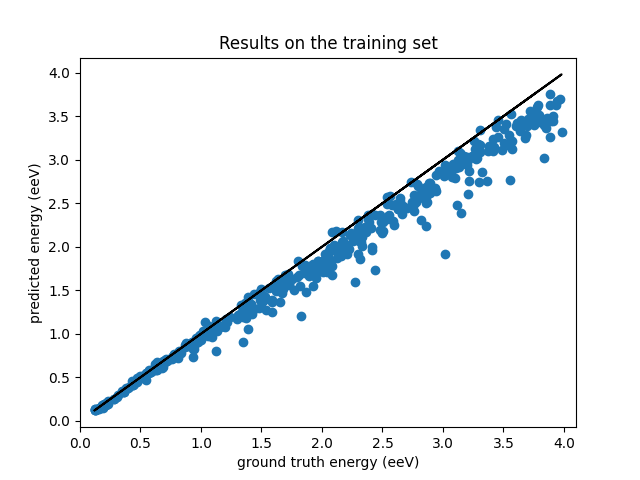 Results on the training set
4.0
3.5
3.0
2.5
2.0
1.5
1.0
0.5
0.0
predicted energy (eeV)
0.0 0.5 1.0 1.5 2.0 2.5 3.0 3.5 4.0
ground truth energy (eeV)